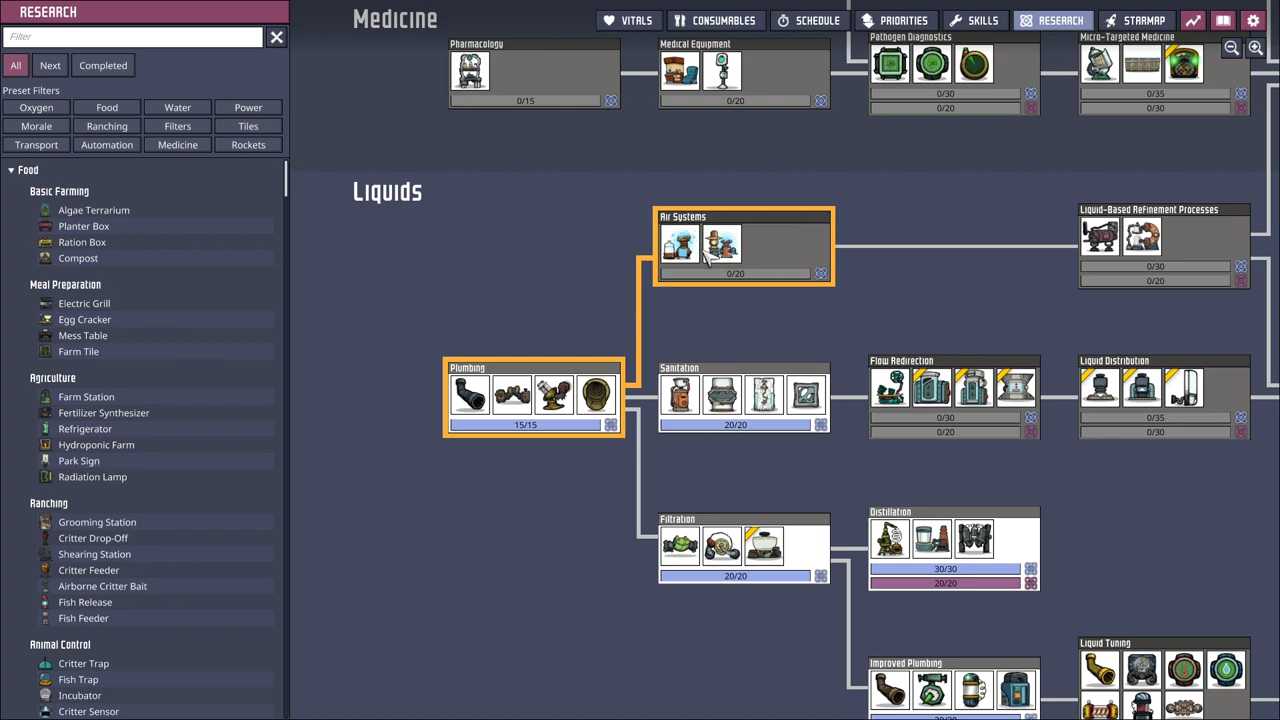 RESEARCH
Filter
All Next Completed
Preset Filters
Oxygen Food Water Power
Morale Ranching Filters Tiles
Transport Automation Medicine Rockets
Food
Basic Farming
Algae Terrarium
Planter Box
Ration Box
Compost
Meal Preparation
Electric Grill
Egg Cracker
Mess Table
Farm Tile
Agriculture
Farm Station
Fertilizer Synthesizer
Refrigerator
Hydroponic Farm
Park Sign
Radiation Lamp
Ranching
Grooming Station
Critter Drop-Off
Shearing Station
Critter Feeder
Airborne Critter Bait
Fish Release
Fish Feeder
Animal Control
Critter Trap
Fish Trap
Incubator
Critter Sensor
VITALS CONSUMABLES SCHEDULE PRIORITIES SKILLS RESEARCH STARMAP
Medicine
Pharmacology
0/15
Medical Equipment
0/20
Pathogen Diagnostics
0/30
0/20
Micro-Targeted Medicine
0/35
0/30
Liquids
Air Systems
0/20
Liquid-Based Refinement Processes
0/30
0/20
Plumbing
15/15
Sanitation
20/20
Flow Redirection
0/30
0/20
Liquid Distribution
0/35
0/30
Filtration
20/20
Distillation
30/30
20/20
Improved Plumbing
Liquid Tuning